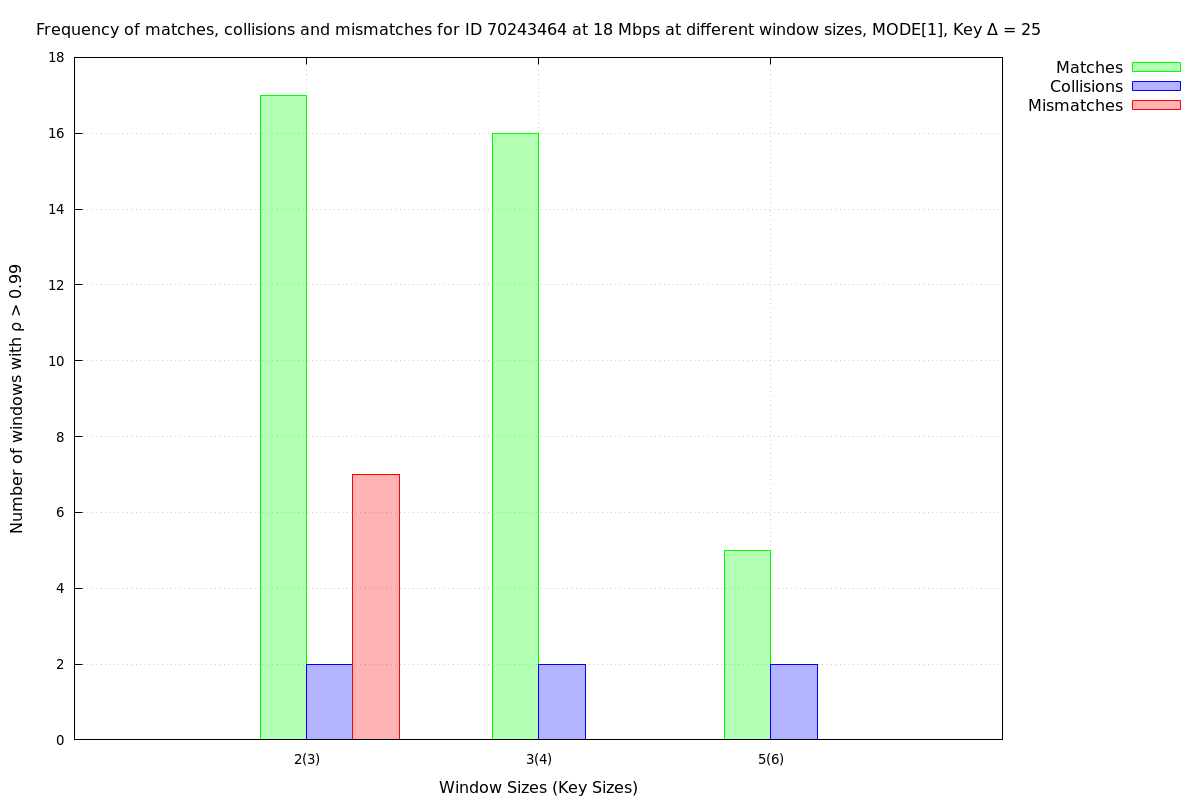 Frequency of matches, collisions and mismatches for ID 70243464 at 18 Mbps at different window sizes, MODE[1], Key Δ = 25
Matches
Collisions
Mismatches
Number of windows with ρ > 0.99
18
16
14
12
10
8
6
4
2
0
2(3)
3(4)
5(6)
Window Sizes (Key Sizes)